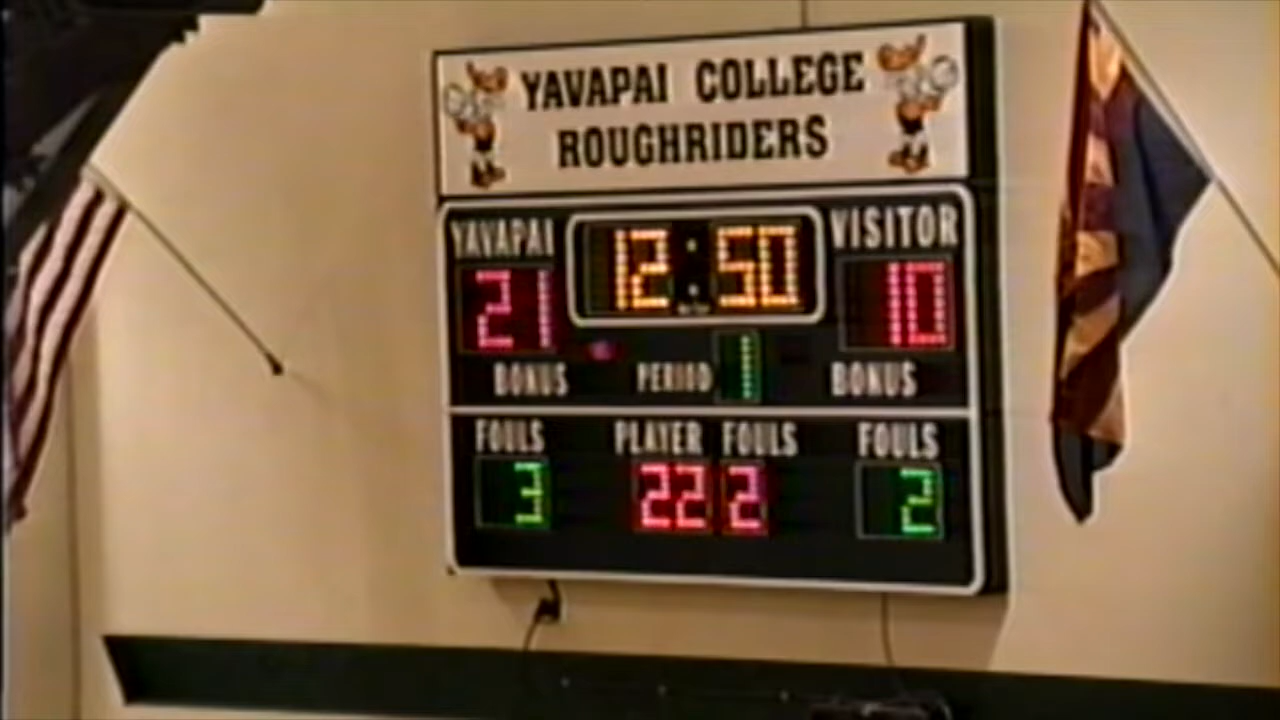 YAVAPAI COLLEGE
ROUGHRIDERS
YAVAPAI 12:50 VISITOR
21 10
BONUS PERIOD 1 BONUS
FOULS PLAYER FOULS FOULS
3 22 2 2